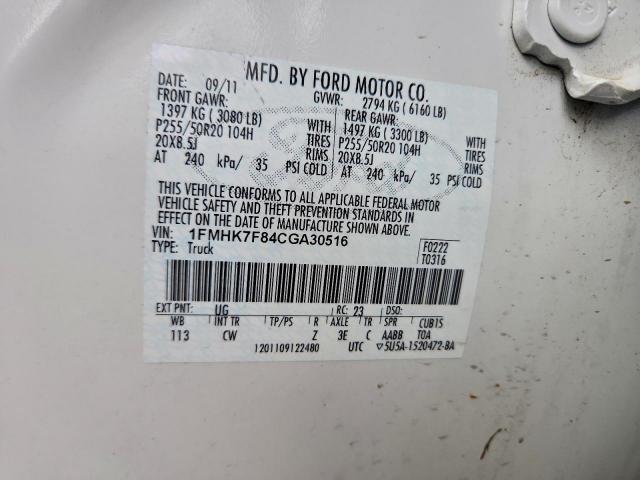 MFD. BY FORD MOTOR CO.
DATE: 09/11 GVWR: 2794 KG ( 6160 LB)
FRONT GAWR: REAR GAWR:
1397 KG ( 3080 LB) WITH 1497 KG ( 3300 LB) WITH
P255/50R20 104H TIRES P255/50R20 104H TIRES
20X8.5J RIMS 20X8.5J RIMS
AT 240 kPa/ 35 PSI COLD AT 240 kPa/ 35 PSI COLD
THIS VEHICLE CONFORMS TO ALL APPLICABLE FEDERAL MOTOR
VEHICLE SAFETY AND THEFT PREVENTION STANDARDS IN
EFFECT ON THE DATE OF MANUFACTURE SHOWN ABOVE.
VIN: 1FMHK7F84CGA30516 F0222
TYPE: Truck T0316
EXT PNT: UG RC: 23 DSO:
WB INT TR TP/PS R AXLE TR SPR CUB1S
113 CW Z 3E C AABB T0A
1201109122480 UTC ▽5U5A-1520472-BA